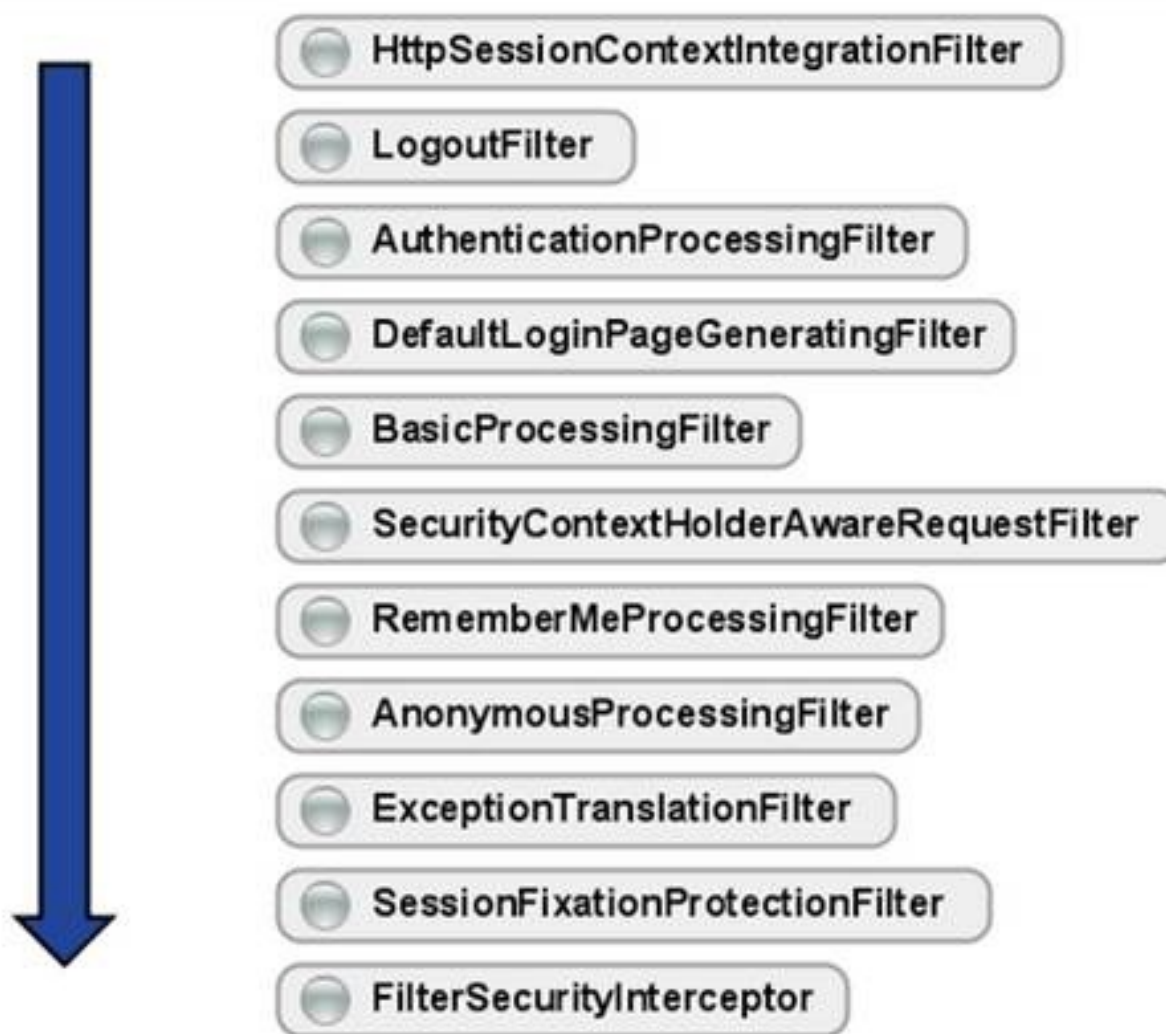 HttpSessionContextIntegrationFilter
LogoutFilter
AuthenticationProcessingFilter
DefaultLoginPageGeneratingFilter
BasicProcessingFilter
SecurityContextHolderAwareRequestFilter
RememberMeProcessingFilter
AnonymousProcessingFilter
ExceptionTranslationFilter
SessionFixationProtectionFilter
FilterSecurityInterceptor